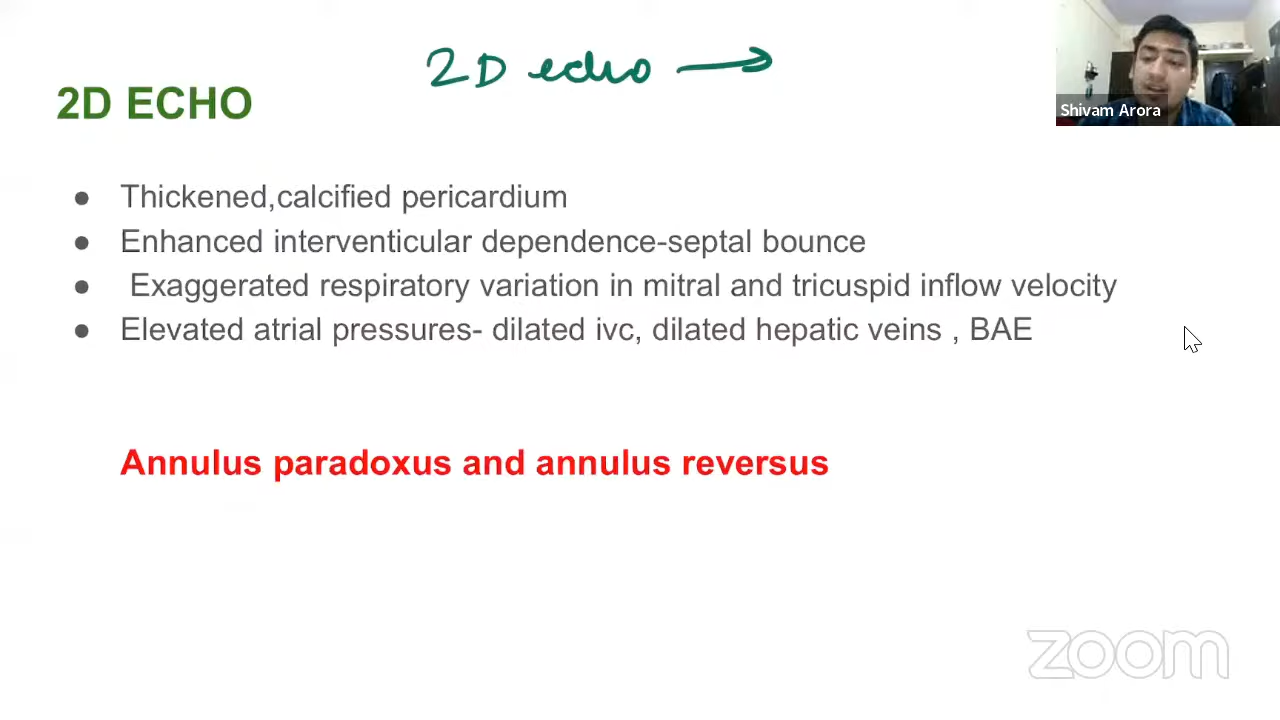 2D echo →
2D ECHO
Shivam Arora
● Thickened,calcified pericardium
● Enhanced interventicular dependence-septal bounce
● Exaggerated respiratory variation in mitral and tricuspid inflow velocity
● Elevated atrial pressures- dilated ivc, dilated hepatic veins , BAE
Annulus paradoxus and annulus reversus
zoom